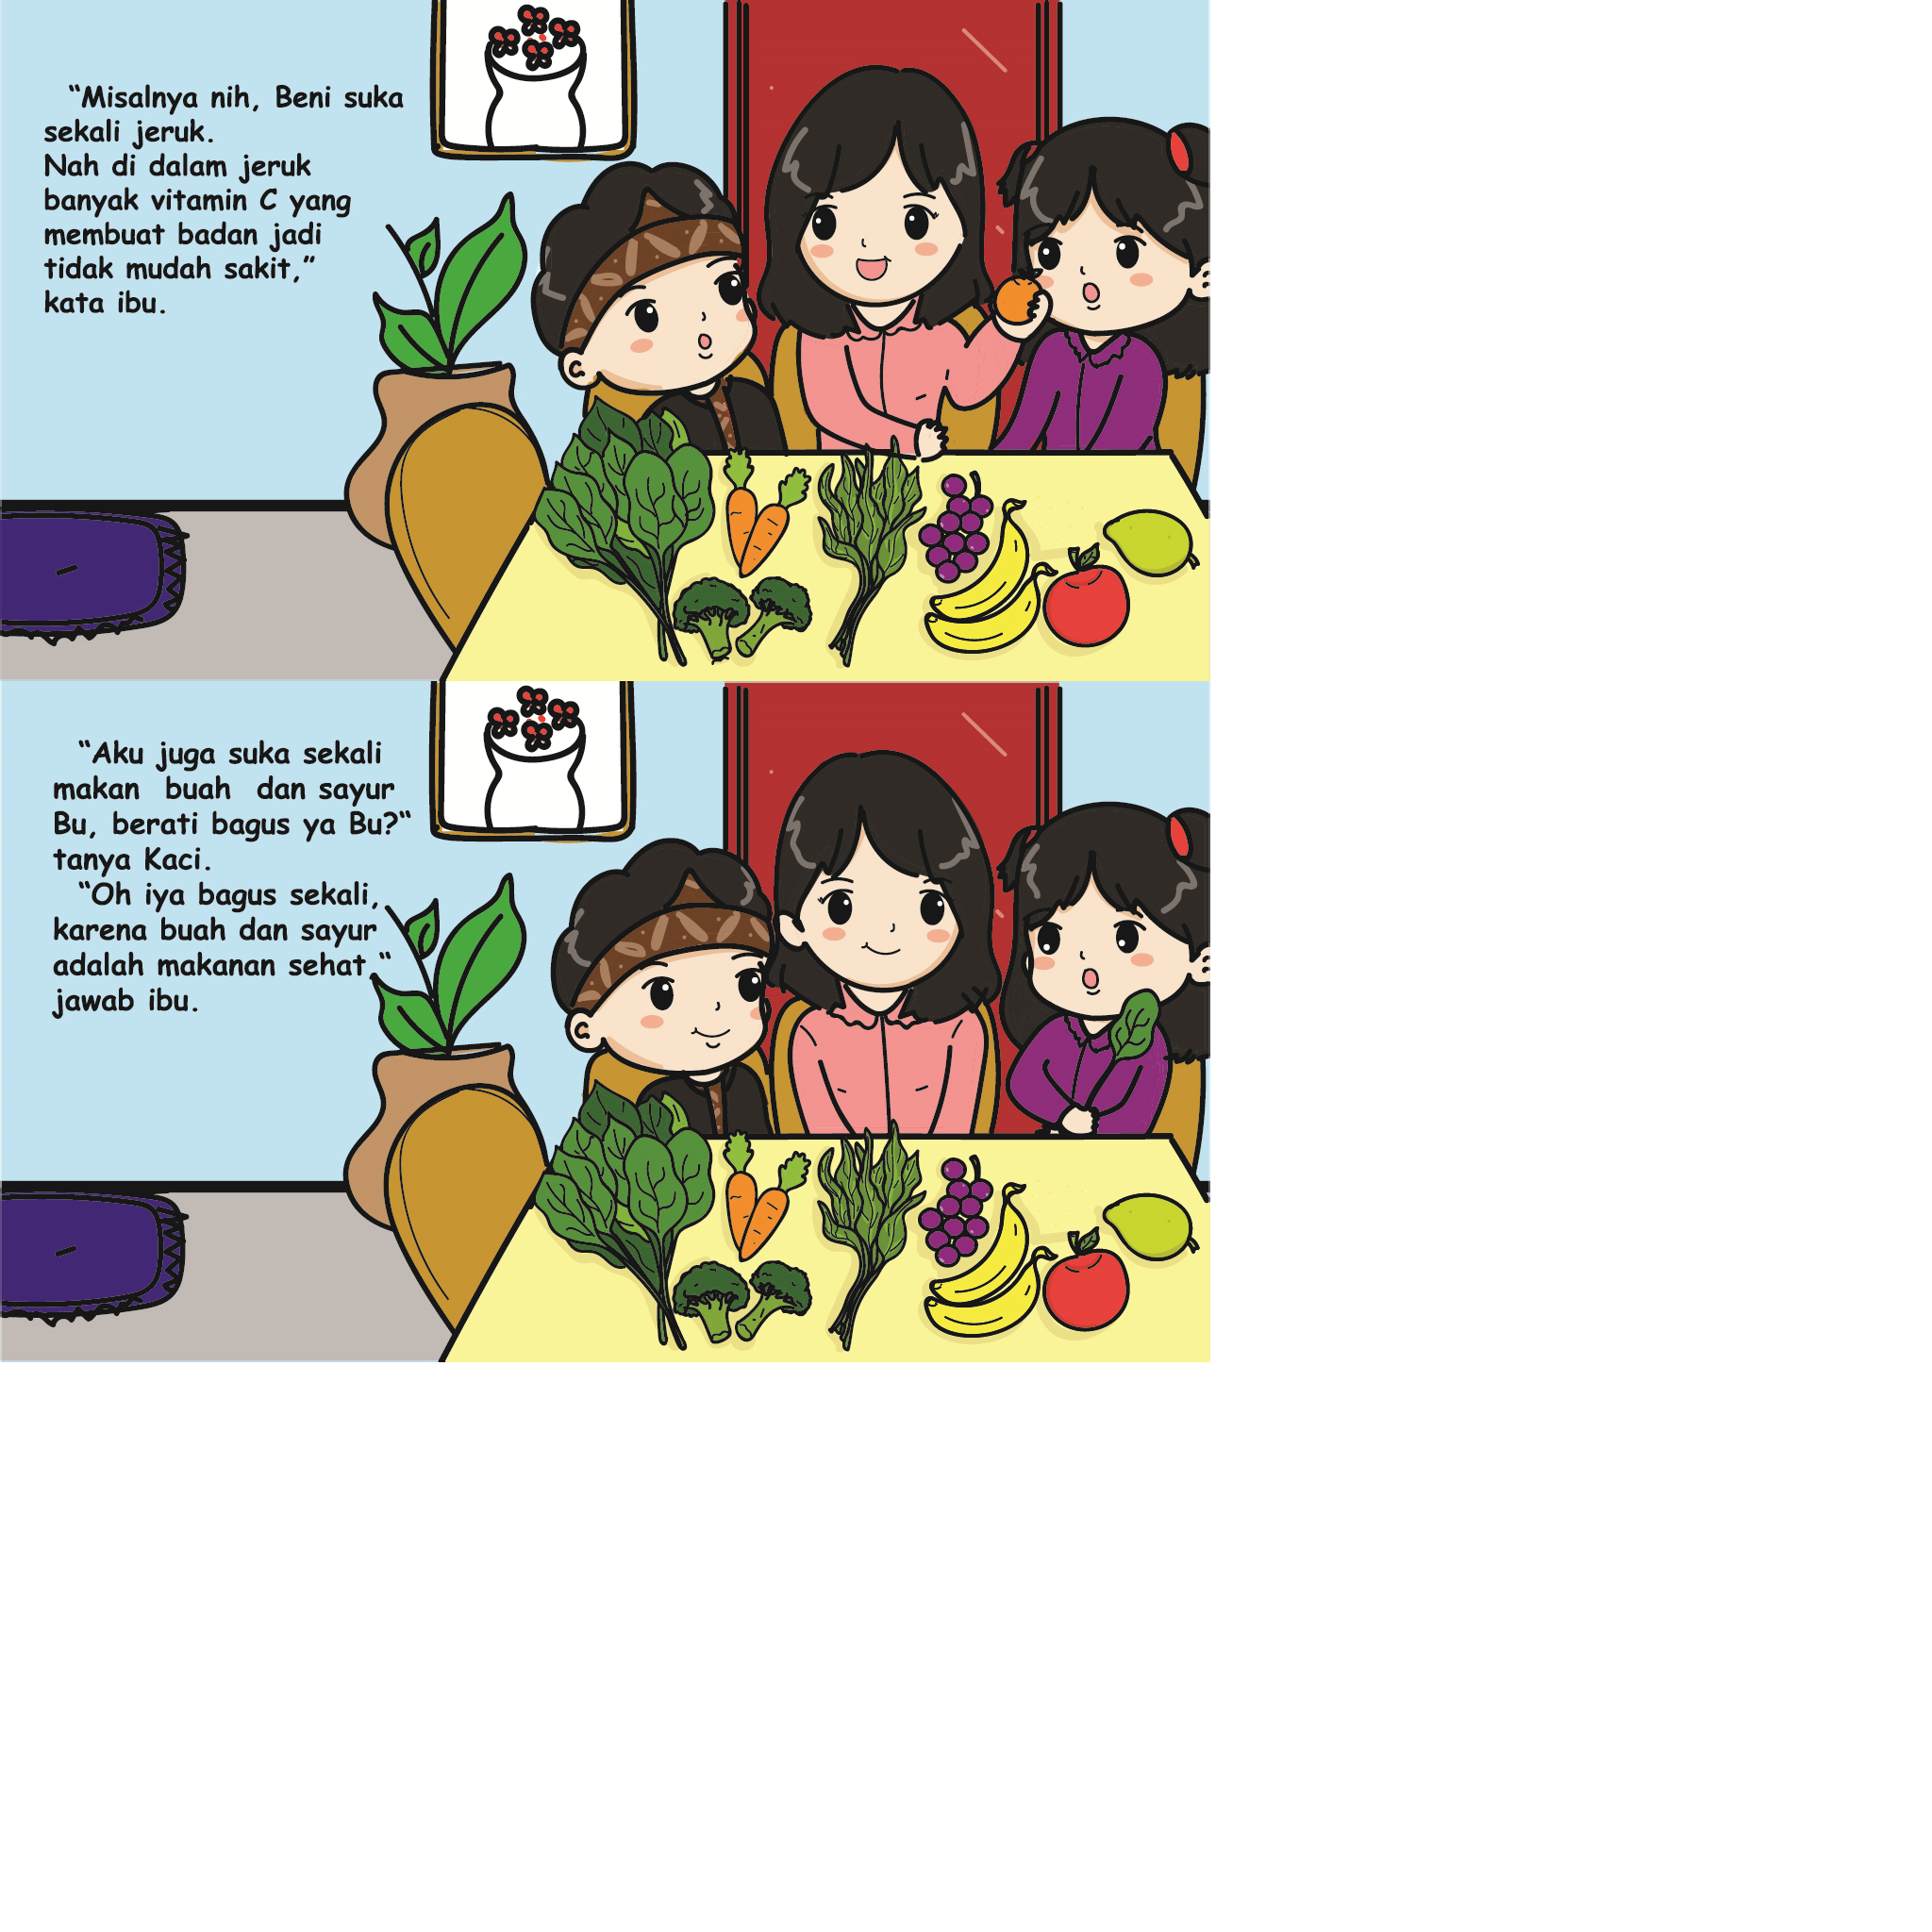 “Misalnya nih, Beni suka
sekali jeruk.
Nah di dalam jeruk
banyak vitamin C yang
membuat badan jadi
tidak mudah sakit,”
kata ibu.
“Aku juga suka sekali
makan buah dan sayur
Bu, berati bagus ya Bu?“
tanya Kaci.
“Oh iya bagus sekali,
karena buah dan sayur
adalah makanan sehat “
jawab ibu.